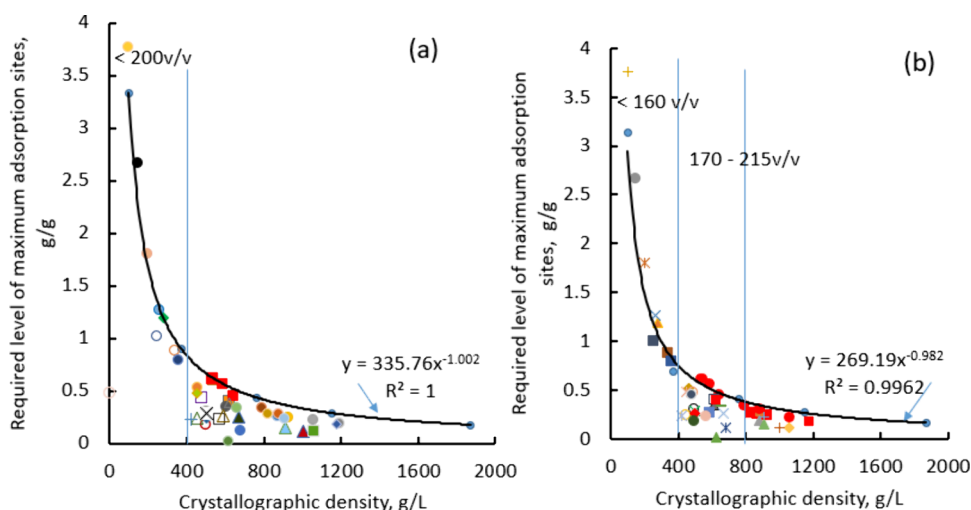 (a)
< 200v/v
Required level of maximum adsorption sites,
g/g
4
3.5
3
2.5
2
1.5
1
0.5
0
y = 335.76x^-1.002
R² = 1
0 400 800 1200 1600 2000
Crystallographic density, g/L
(b)
< 160 v/v
170 - 215v/v
Required level of maximum adsorption
sites, g/g
4
3.5
3
2.5
2
1.5
1
0.5
0
y = 269.19x^-0.982
R² = 0.9962
0 400 800 1200 1600 2000
Crystallographic density, g/L